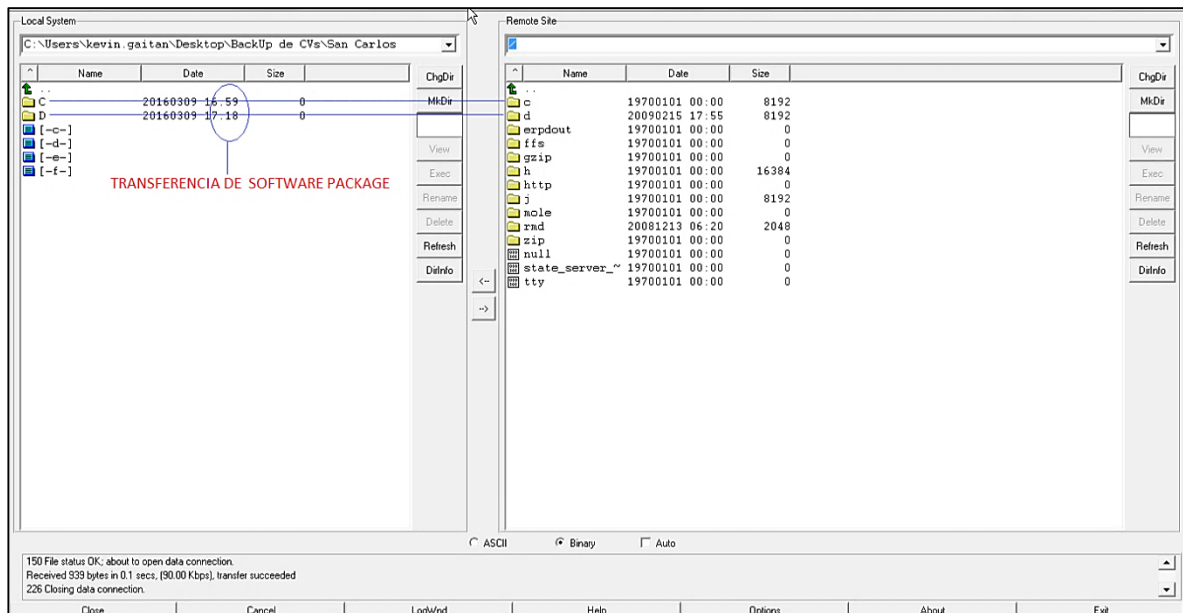 Local System
C:\Users\kevin.gaitan\Desktop\BackUp de CVs\San Carlos
^ Name Date Size
..
C 20160309 16:59 0
D 20160309 17:18 0
[-c-]
[-d-]
[-e-]
[-f-]
TRANSFERENCIA DE SOFTWARE PACKAGE
ChgDir
MkDir
View
Exec
Rename
Delete
Refresh
DirInfo
<--
-->
Remote Site
/
^ Name Date Size
..
c 19700101 00:00 8192
d 20090215 17:55 8192
erpdout 19700101 00:00 0
ffs 19700101 00:00 0
gzip 19700101 00:00 0
h 19700101 00:00 16384
http 19700101 00:00 0
j 19700101 00:00 8192
mole 19700101 00:00 0
rmd 20081213 06:20 2048
zip 19700101 00:00 0
null 19700101 00:00 0
state_server_~ 19700101 00:00 0
tty 19700101 00:00 0
ChgDir
MkDir
View
Exec
Rename
Delete
Refresh
DirInfo
ASCII Binary Auto
150 File status OK; about to open data connection.
Received 939 bytes in 0.1 secs, (90.00 Kbps), transfer succeeded
226 Closing data connection.
Close Cancel LogWnd Help Options About Exit